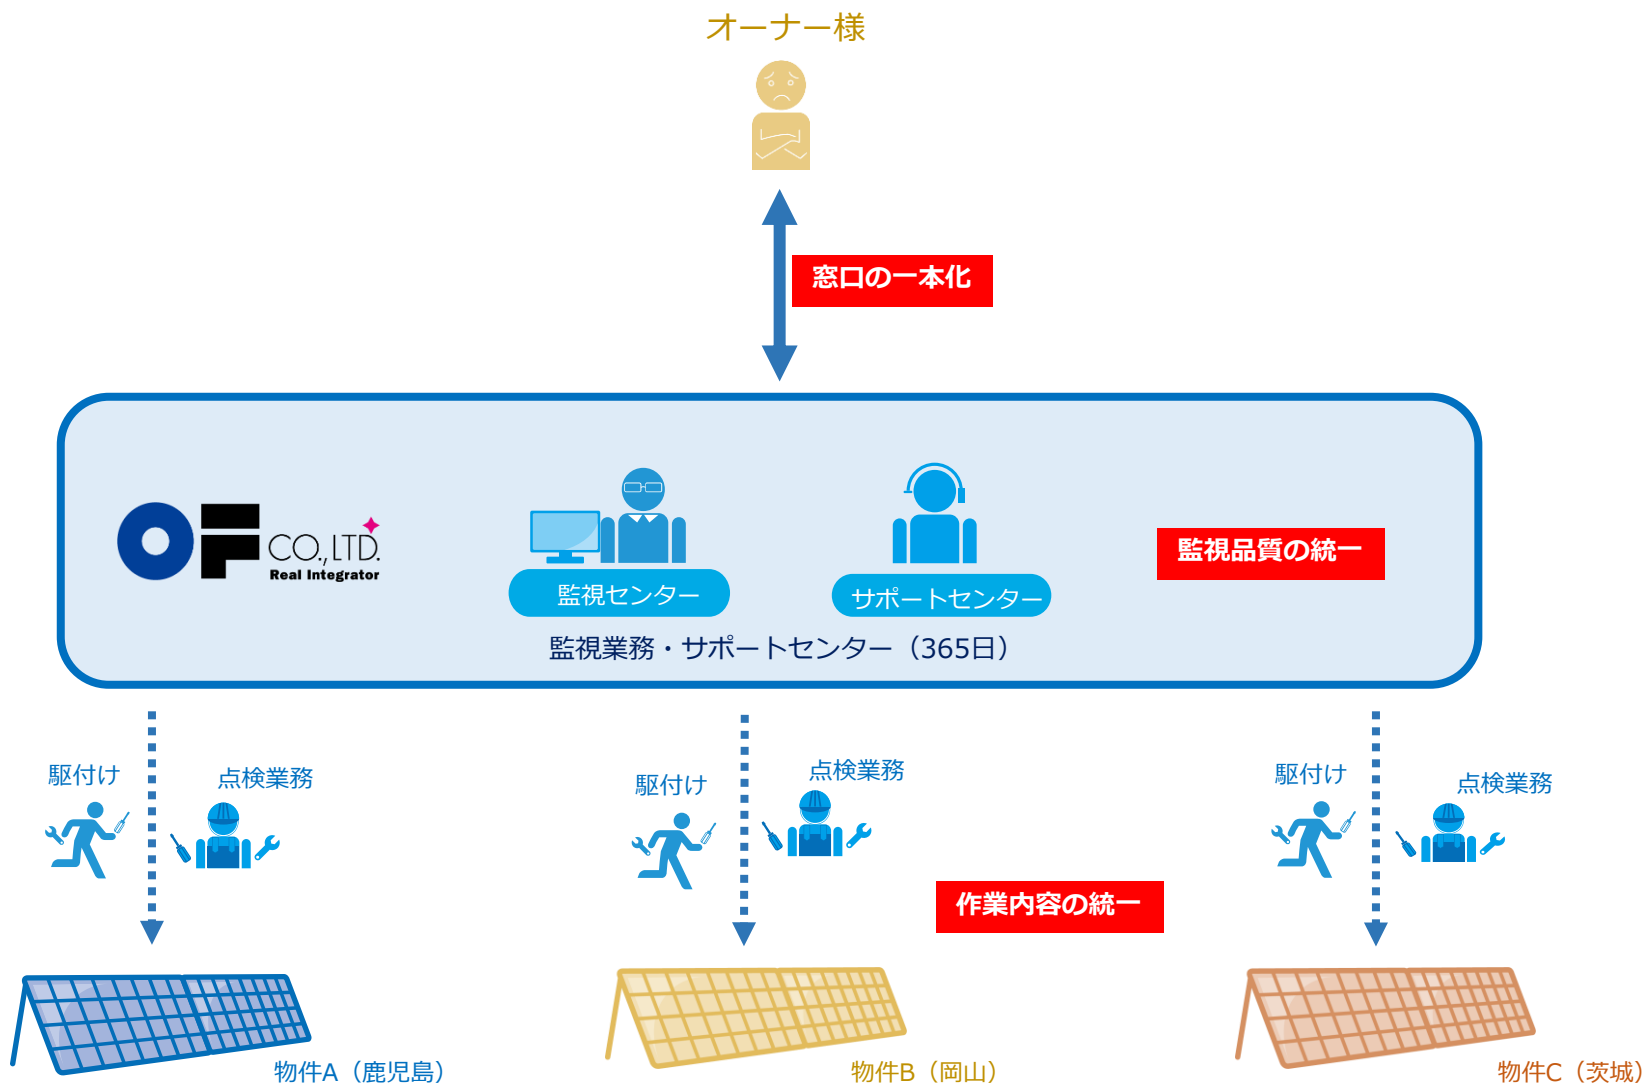 オーナー様
窓口の一本化
OF CO.,LTD.
Real Integrator
監視センター
サポートセンター
監視品質の統一
監視業務・サポートセンター（365日）
駆付け
点検業務
駆付け
点検業務
駆付け
点検業務
作業内容の統一
物件A（鹿児島）
物件B（岡山）
物件C（茨城）